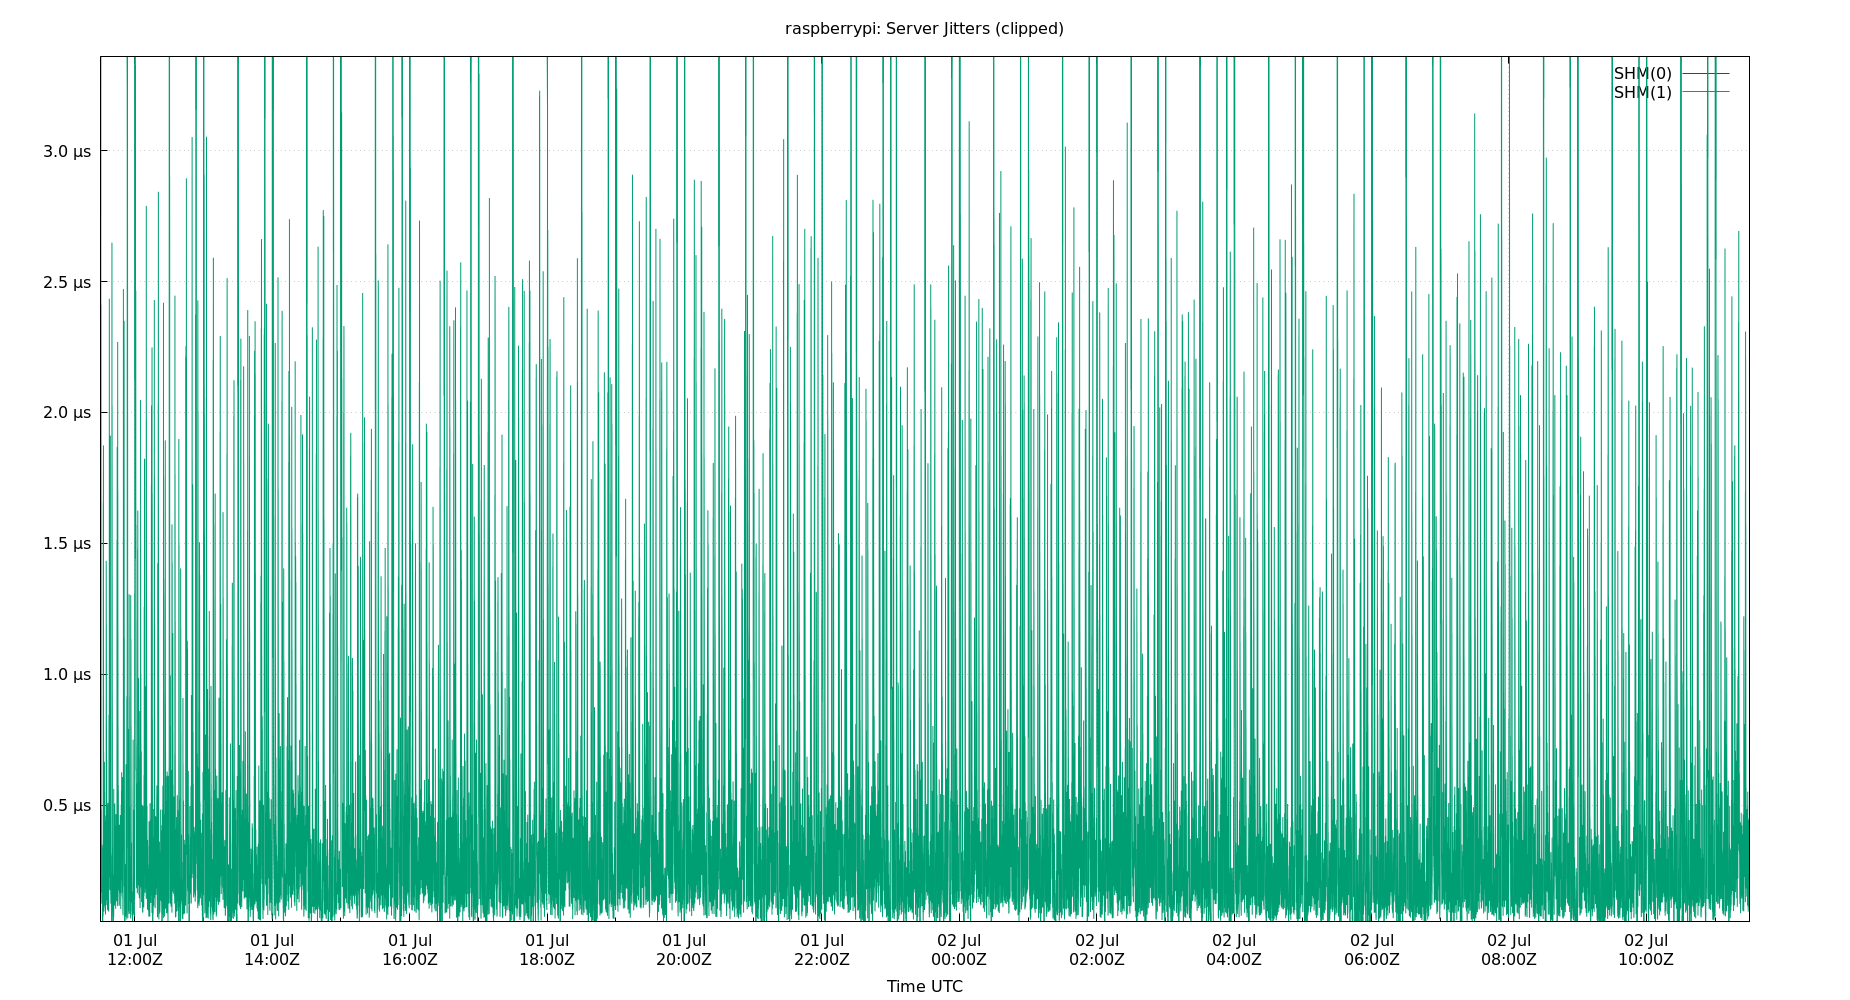 raspberrypi: Server Jitters (clipped)
SHM(0)
SHM(1)
3.0 µs
2.5 µs
2.0 µs
1.5 µs
1.0 µs
0.5 µs
01 Jul 01 Jul 01 Jul 01 Jul 01 Jul 01 Jul 02 Jul 02 Jul 02 Jul 02 Jul 02 Jul 02 Jul
12:00Z 14:00Z 16:00Z 18:00Z 20:00Z 22:00Z 00:00Z 02:00Z 04:00Z 06:00Z 08:00Z 10:00Z
Time UTC